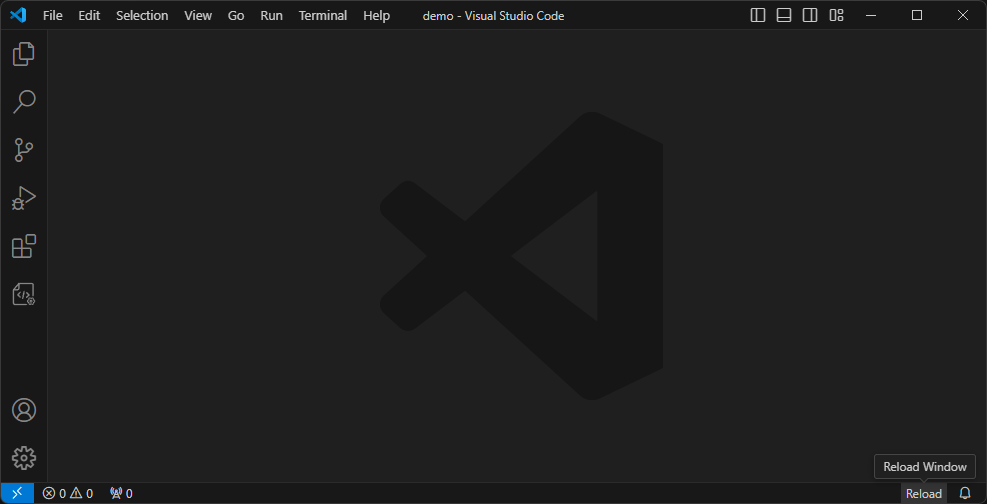 File Edit Selection View Go Run Terminal Help demo - Visual Studio Code
Reload Window
0 0 0 Reload